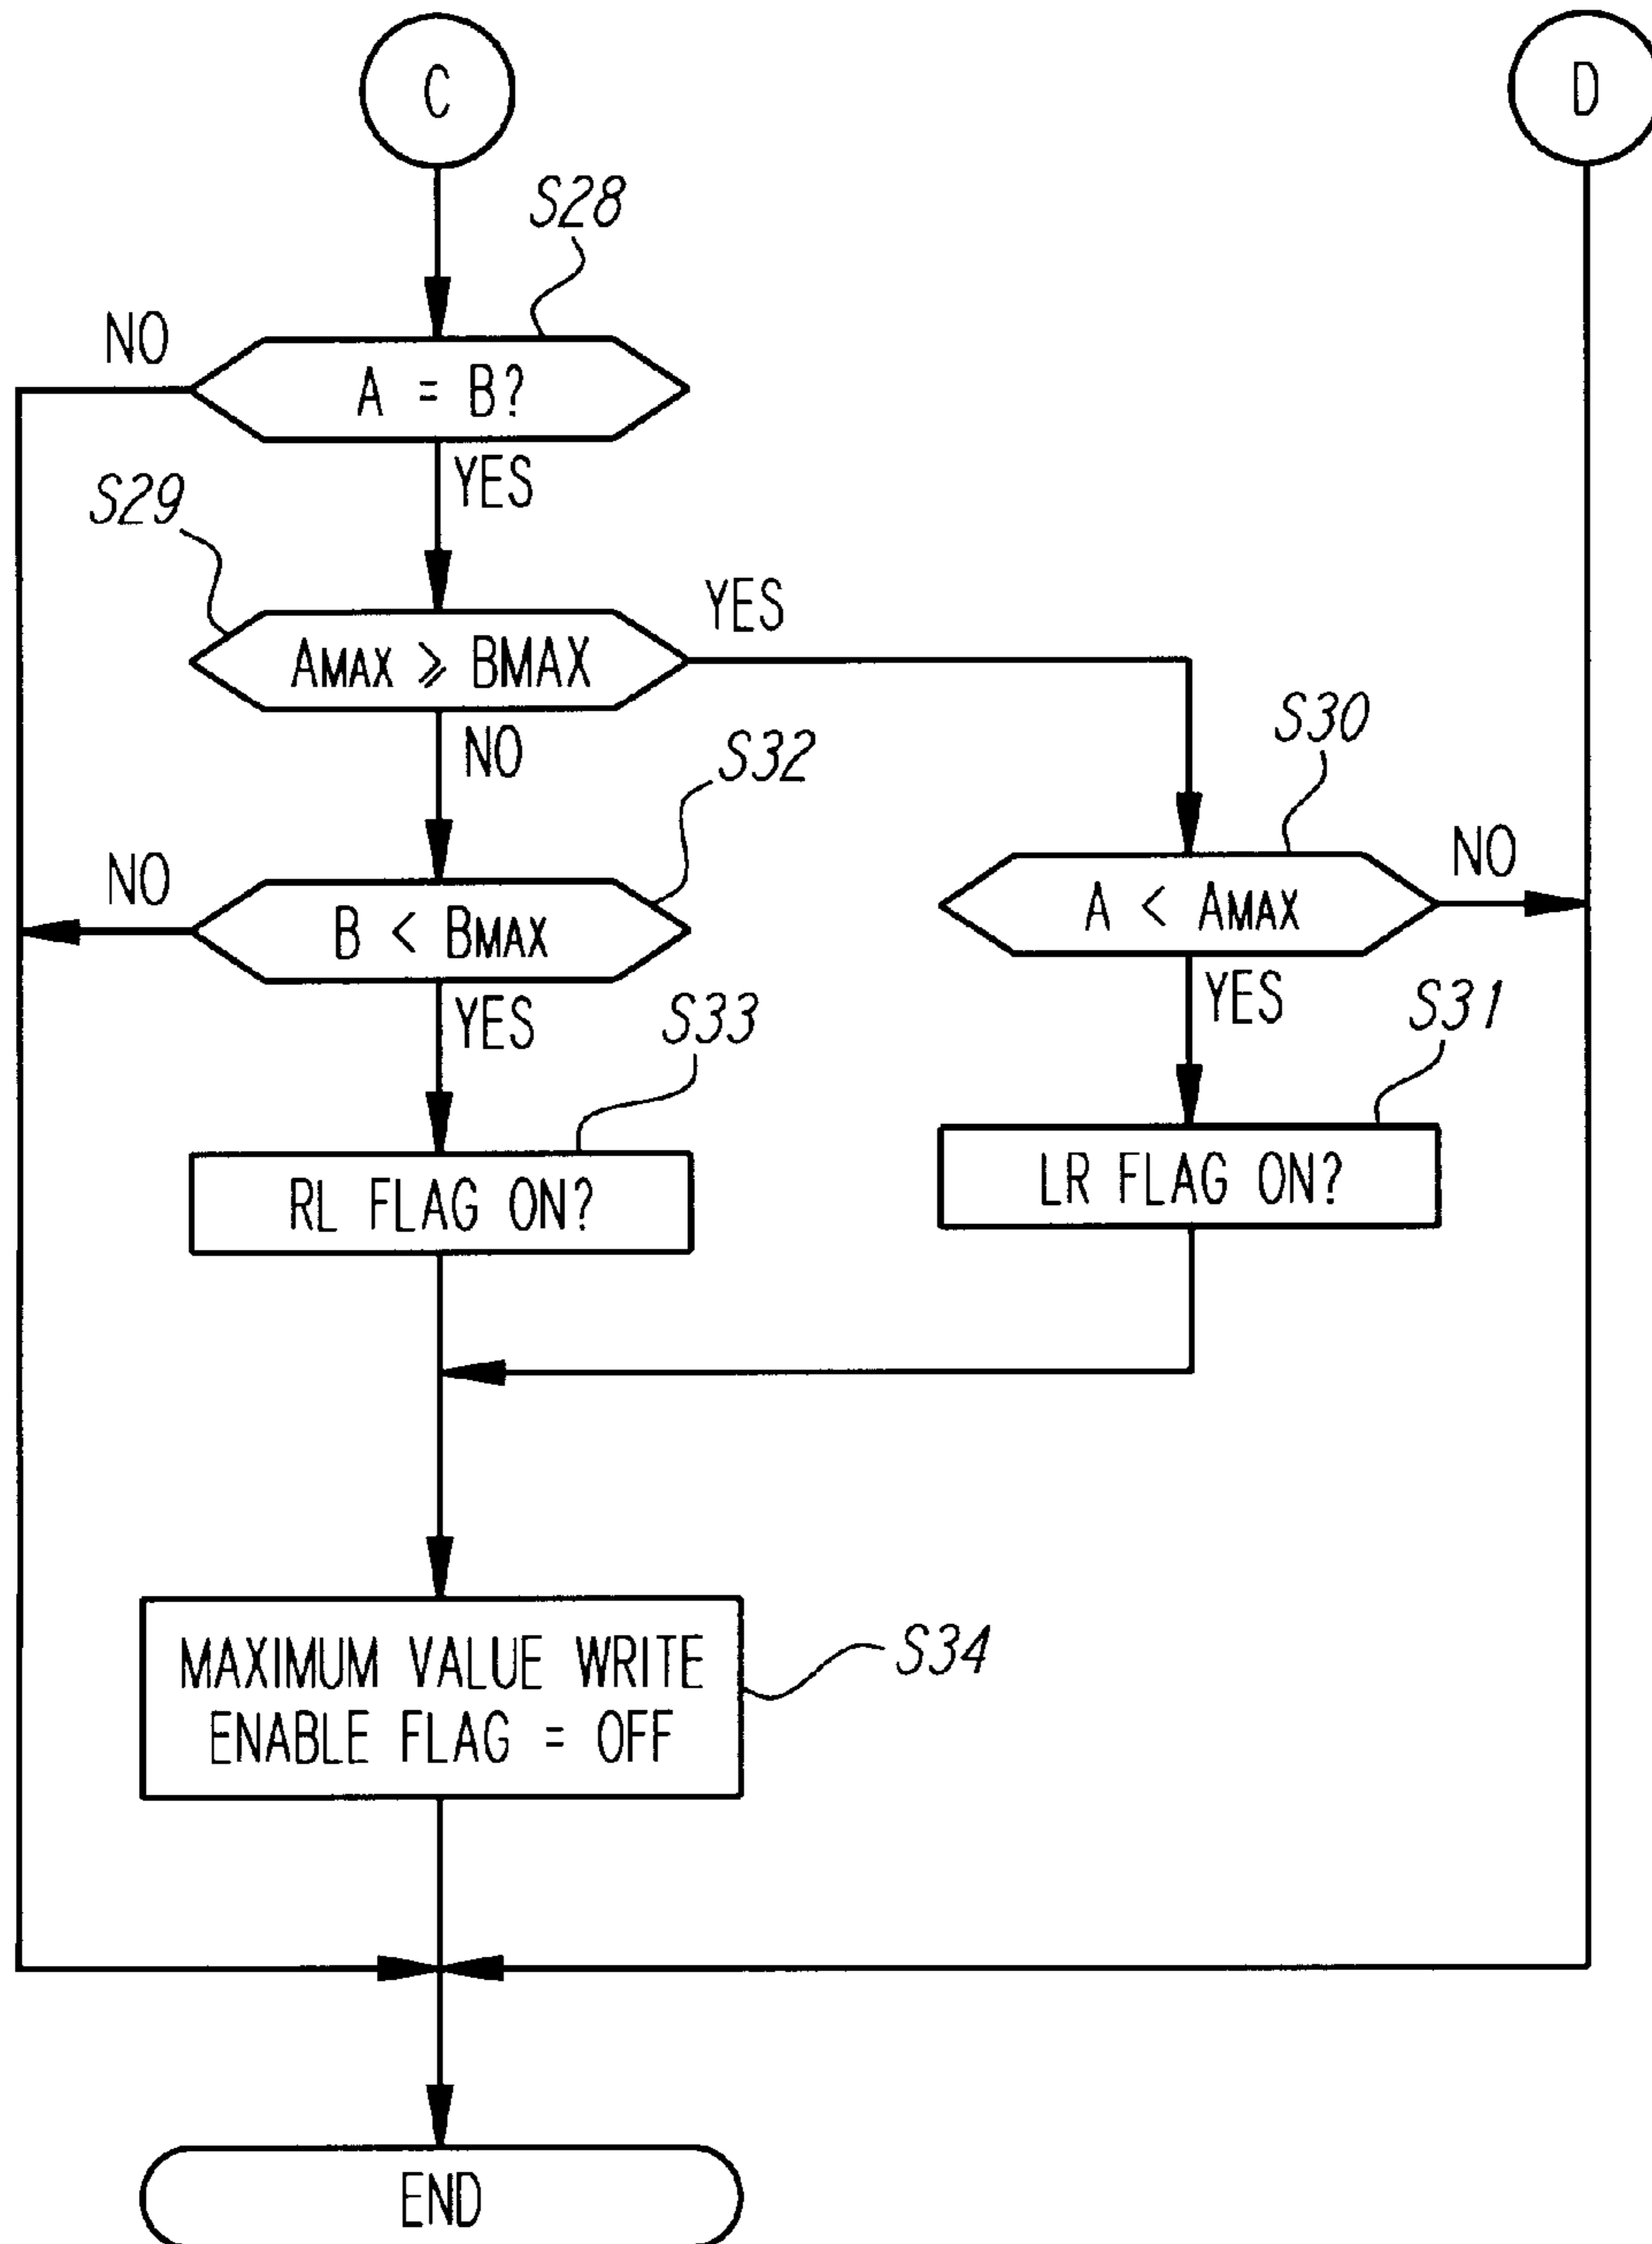 C
D
S28
NO
A = B?
YES
S29
YES
AMAX ⩾ BMAX
S30
NO
S32
NO
NO
B < BMAX
A < AMAX
YES
YES
S33
S31
RL FLAG ON?
LR FLAG ON?
MAXIMUM VALUE WRITE
ENABLE FLAG = OFF
S34
END